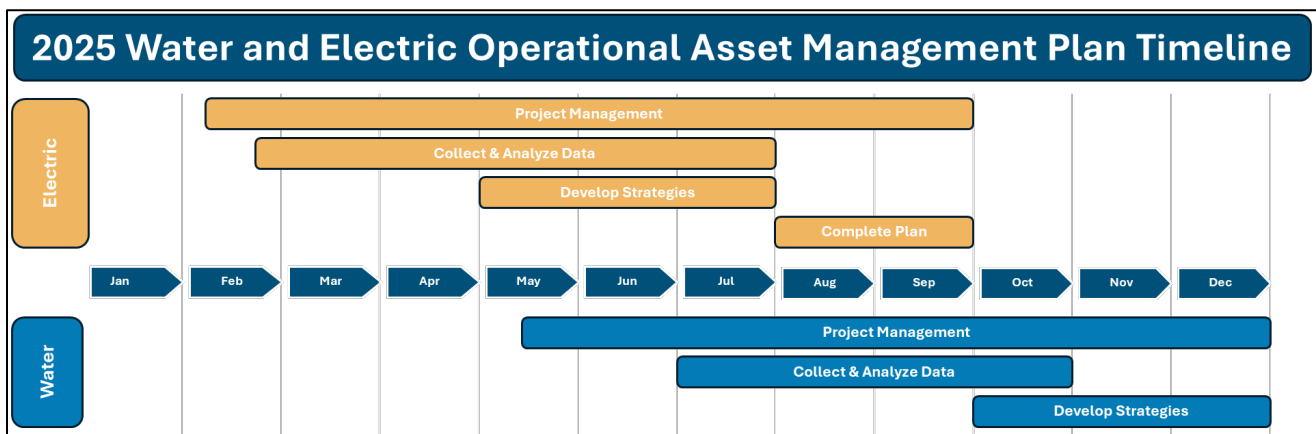 2025 Water and Electric Operational Asset Management Plan Timeline
Electric
Project Management
Collect & Analyze Data
Develop Strategies
Complete Plan
Jan Feb Mar Apr May Jun Jul Aug Sep Oct Nov Dec
Water
Project Management
Collect & Analyze Data
Develop Strategies